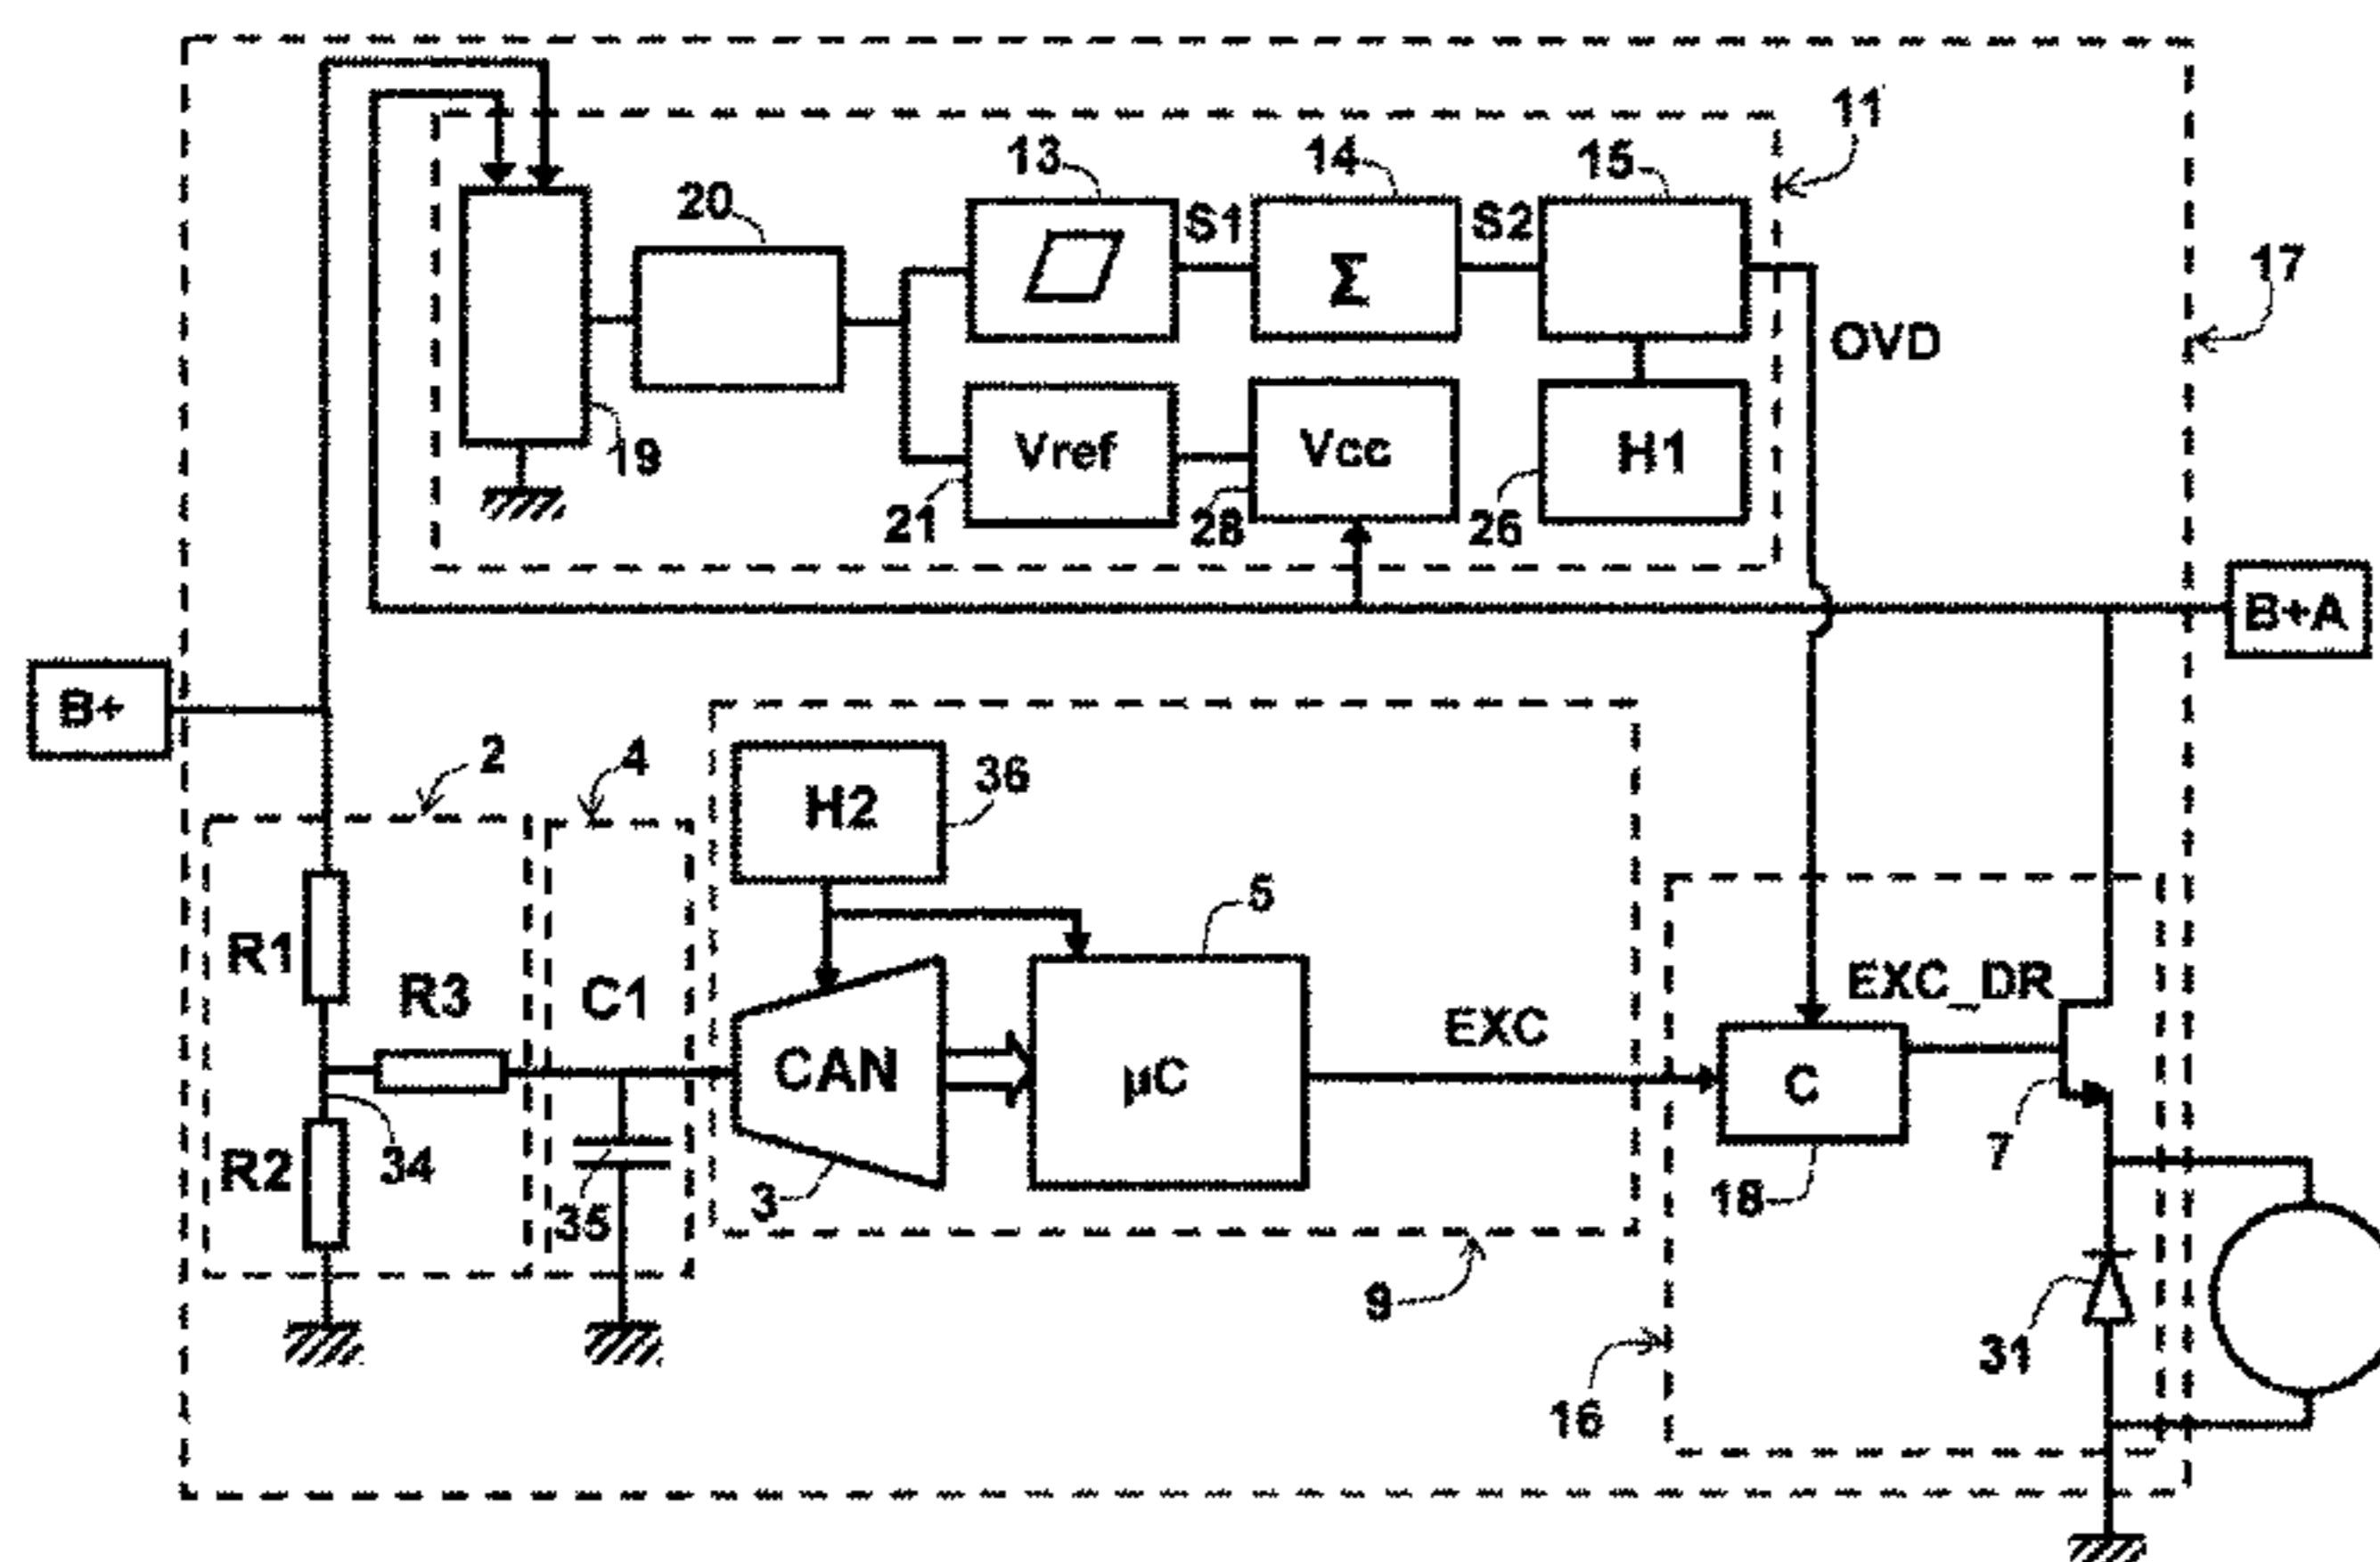 11
13
14
15
20
S1
S2
Σ
17
OVD
19
Vref
Vcc
H1
21
28
26
B+A
B+
2
4
H2
36
5
R1
R3
C1
EXC_DR
EXC
CAN
µC
C
R2
34
35
3
7
18
9
31
16